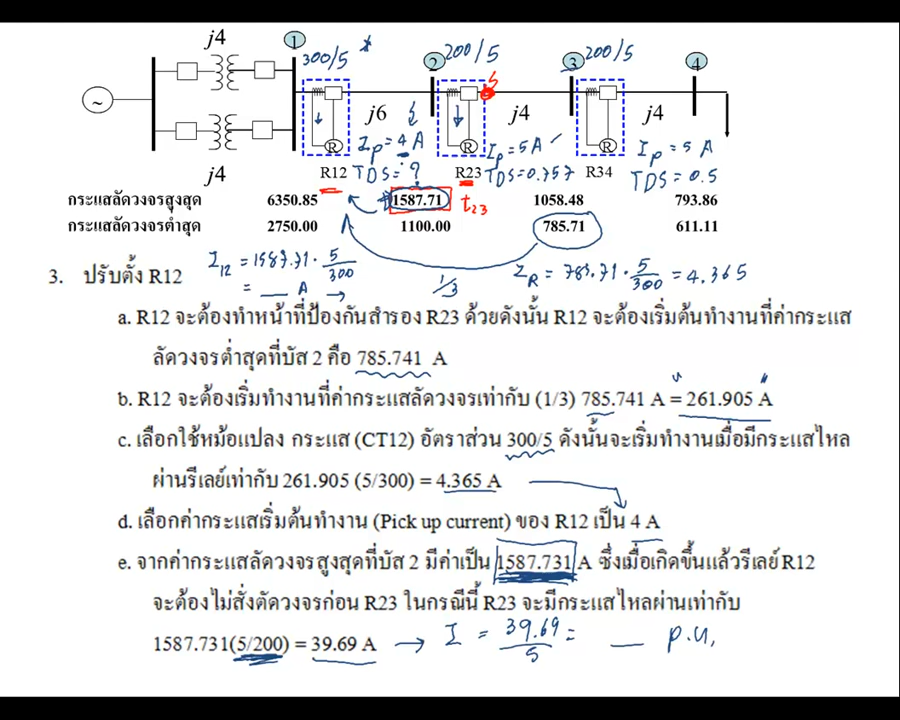 j4
1
300/5 *
2
200/5
3
200/5
4
~
j6
j4
j4
R
R
R
j4
Ip = 4 A
Ip = 5A
Ip = 5 A
R12
TDS = ?
R23
TDS = 0.757
R34
TDS = 0.5
กระแสลัดวงจรสูงสุด 6350.85 1587.71 t23 1058.48 793.86
กระแสลัดวงจรต่ำสุด 2750.00 1100.00 785.71 611.11
3. ปรับตั้ง R12
I12 = 1587.71 · 5/300
= __ A →
1/3
IR = 785.71 · 5/300 = 4.365
a. R12 จะต้องทำหน้าที่ป้องกันสำรอง R23 ด้วยดังนั้น R12 จะต้องเริ่มต้นทำงานที่ค่ากระแส
ลัดวงจรต่ำสุดที่บัส 2 คือ 785.741 A
b. R12 จะต้องเริ่มทำงานที่ค่ากระแสลัดวงจรเท่ากับ (1/3) 785.741 A = 261.905 A
c. เลือกใช้หม้อแปลง กระแส (CT12) อัตราส่วน 300/5 ดังนั้นจะเริ่มทำงานเมื่อมีกระแสไหล
ผ่านรีเลย์เท่ากับ 261.905 (5/300) = 4.365 A
d. เลือกค่ากระแสเริ่มต้นทำงาน (Pick up current) ของ R12 เป็น 4 A
e. จากค่ากระแสลัดวงจรสูงสุดที่บัส 2 มีค่าเป็น 1587.731 A ซึ่งเมื่อเกิดขึ้นแล้วรีเลย์ R12
จะต้องไม่สั่งตัดวงจรก่อน R23 ในกรณีนี้ R23 จะมีกระแสไหลผ่านเท่ากับ
1587.731(5/200) = 39.69 A → I = 39.69/5 = __ p.u.